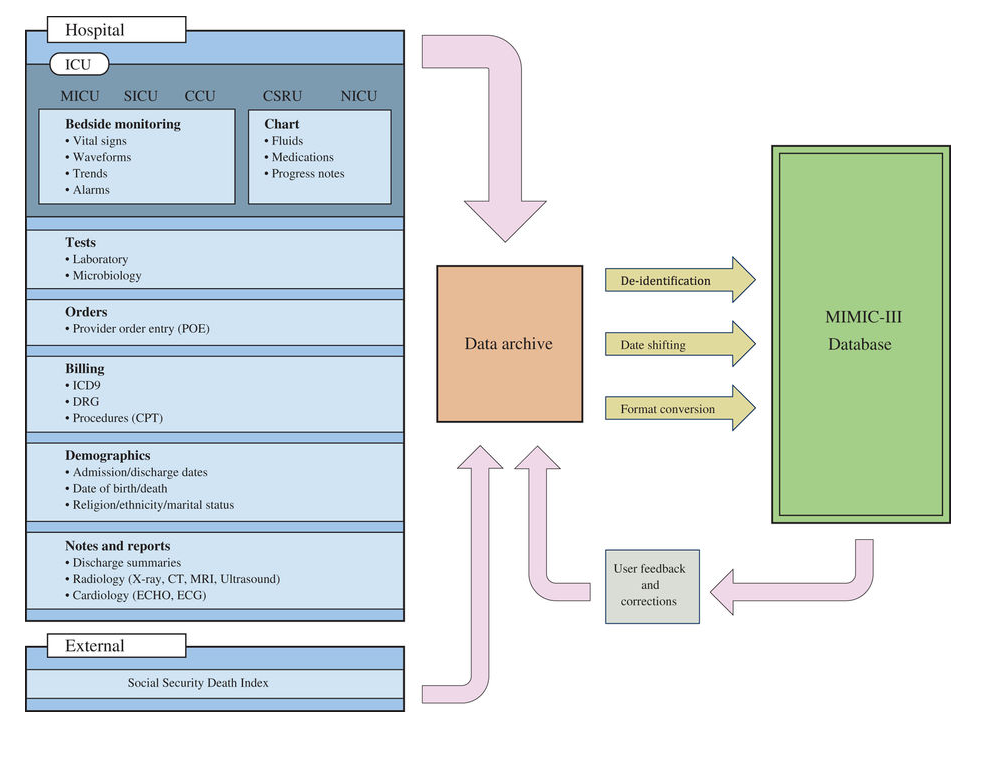 Hospital
ICU
MICU SICU CCU CSRU NICU
Bedside monitoring
• Vital signs
• Waveforms
• Trends
• Alarms
Chart
• Fluids
• Medications
• Progress notes
Tests
• Laboratory
• Microbiology
Orders
• Provider order entry (POE)
Billing
• ICD9
• DRG
• Procedures (CPT)
Demographics
• Admission/discharge dates
• Date of birth/death
• Religion/ethnicity/marital status
Notes and reports
• Discharge summaries
• Radiology (X-ray, CT, MRI, Ultrasound)
• Cardiology (ECHO, ECG)
External
Social Security Death Index
Data archive
De-identification
Date shifting
Format conversion
MIMIC-III
Database
User feedback
and
corrections